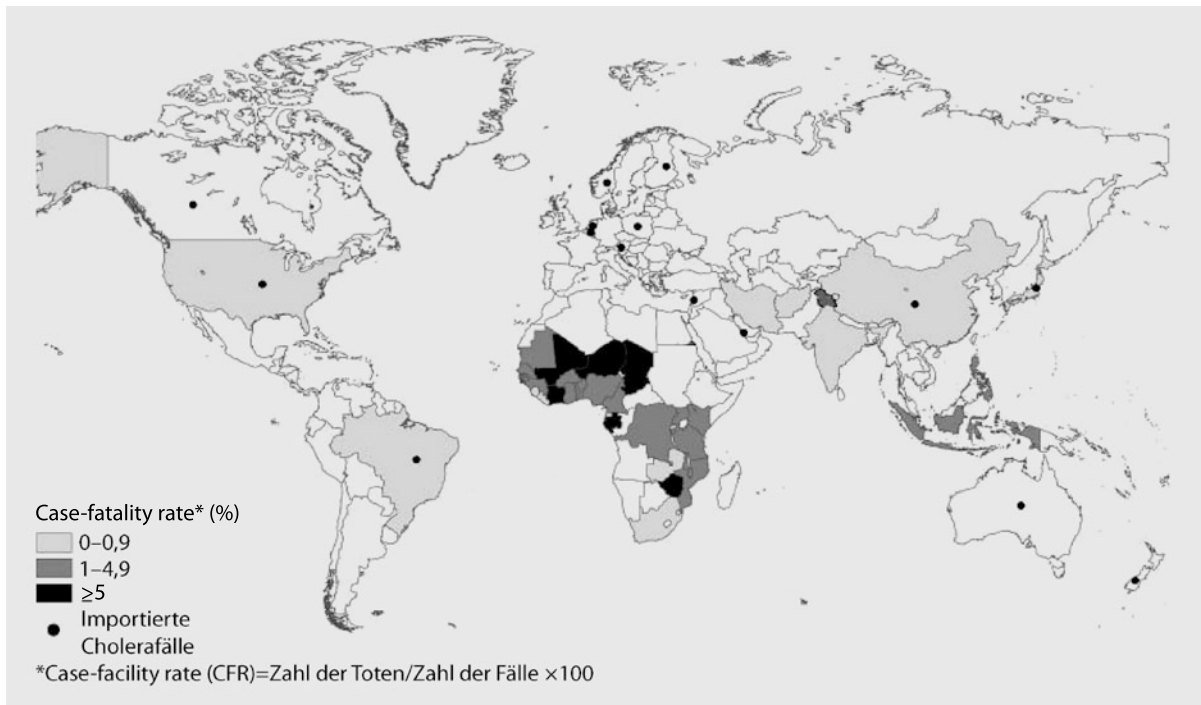 Case-fatality rate* (%)
0–0,9
1–4,9
≥5
Importierte
Cholerafälle
*Case-facility rate (CFR)=Zahl der Toten/Zahl der Fälle ×100